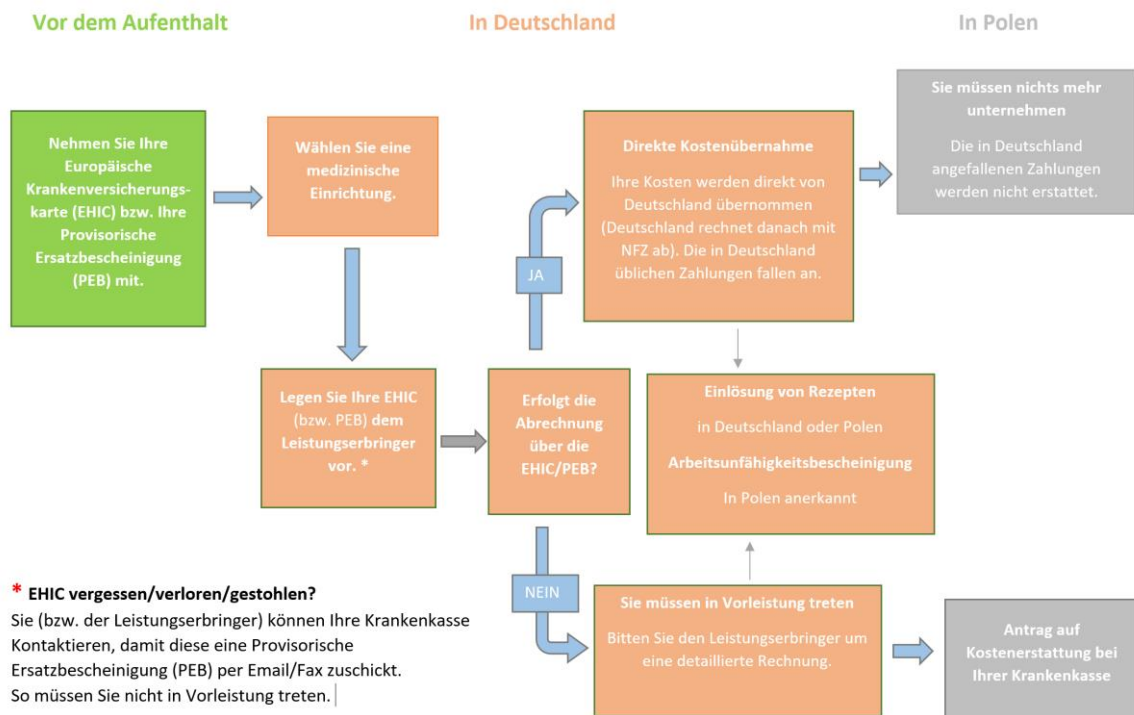 Vor dem Aufenthalt
In Deutschland
In Polen
Nehmen Sie Ihre
Europäische
Krankenversicherungs-
karte (EHIC) bzw. Ihre
Provisorische
Ersatzbescheinigung
(PEB) mit.
Wählen Sie eine
medizinische
Einrichtung.
Direkte Kostenübernahme
Ihre Kosten werden direkt von
Deutschland übernommen
(Deutschland rechnet danach mit
NFZ ab). Die in Deutschland
üblichen Zahlungen fallen an.
Sie müssen nichts mehr
unternehmen
Die in Deutschland
angefallenen Zahlungen
werden nicht erstattet.
JA
Legen Sie Ihre EHIC
(bzw. PEB) dem
Leistungserbringer
vor. *
Erfolgt die
Abrechnung
über die
EHIC/PEB?
Einlösung von Rezepten
in Deutschland oder Polen
Arbeitsunfähigkeitsbescheinigung
In Polen anerkannt
NEIN
Sie müssen in Vorleistung treten
Bitten Sie den Leistungserbringer um
eine detaillierte Rechnung.
Antrag auf
Kostenerstattung bei
Ihrer Krankenkasse
* EHIC vergessen/verloren/gestohlen?
Sie (bzw. der Leistungserbringer) können Ihre Krankenkasse
Kontaktieren, damit diese eine Provisorische
Ersatzbescheinigung (PEB) per Email/Fax zuschickt.
So müssen Sie nicht in Vorleistung treten.